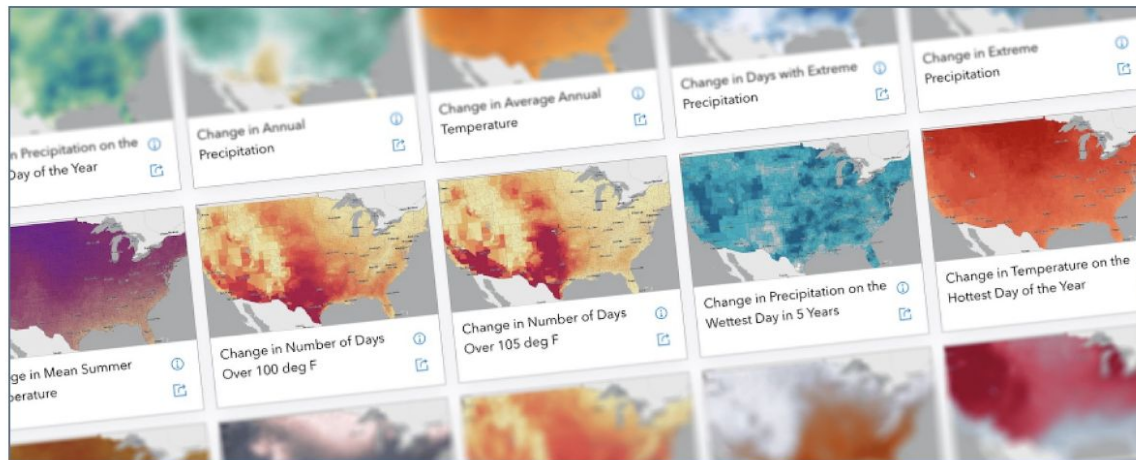 n Precipitation on the
Day of the Year
Change in Annual
Precipitation
Change in Average Annual
Temperature
Change in Days with Extreme
Precipitation
Change in Extreme
Precipitation
ge in Mean Summer
perature
Change in Number of Days
Over 100 deg F
Change in Number of Days
Over 105 deg F
Change in Precipitation on the
Wettest Day in 5 Years
Change in Temperature on the
Hottest Day of the Year